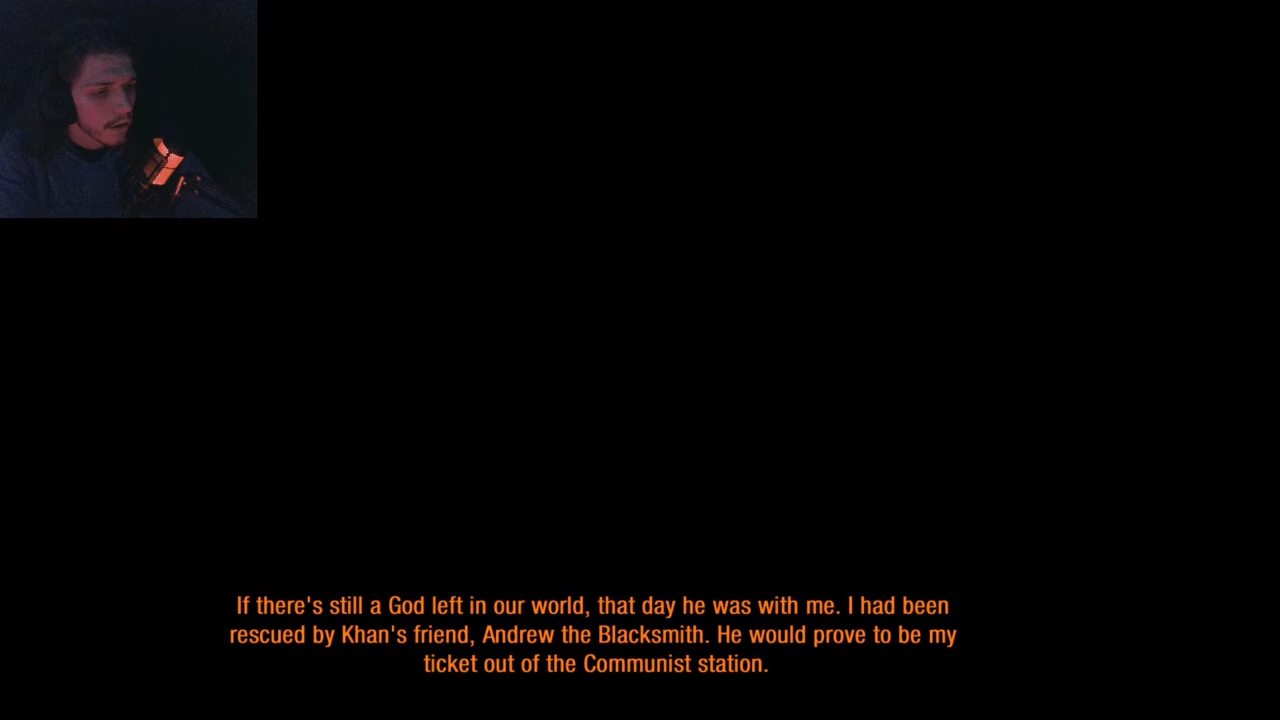 If there's still a God left in our world, that day he was with me. I had been
rescued by Khan's friend, Andrew the Blacksmith. He would prove to be my
ticket out of the Communist station.